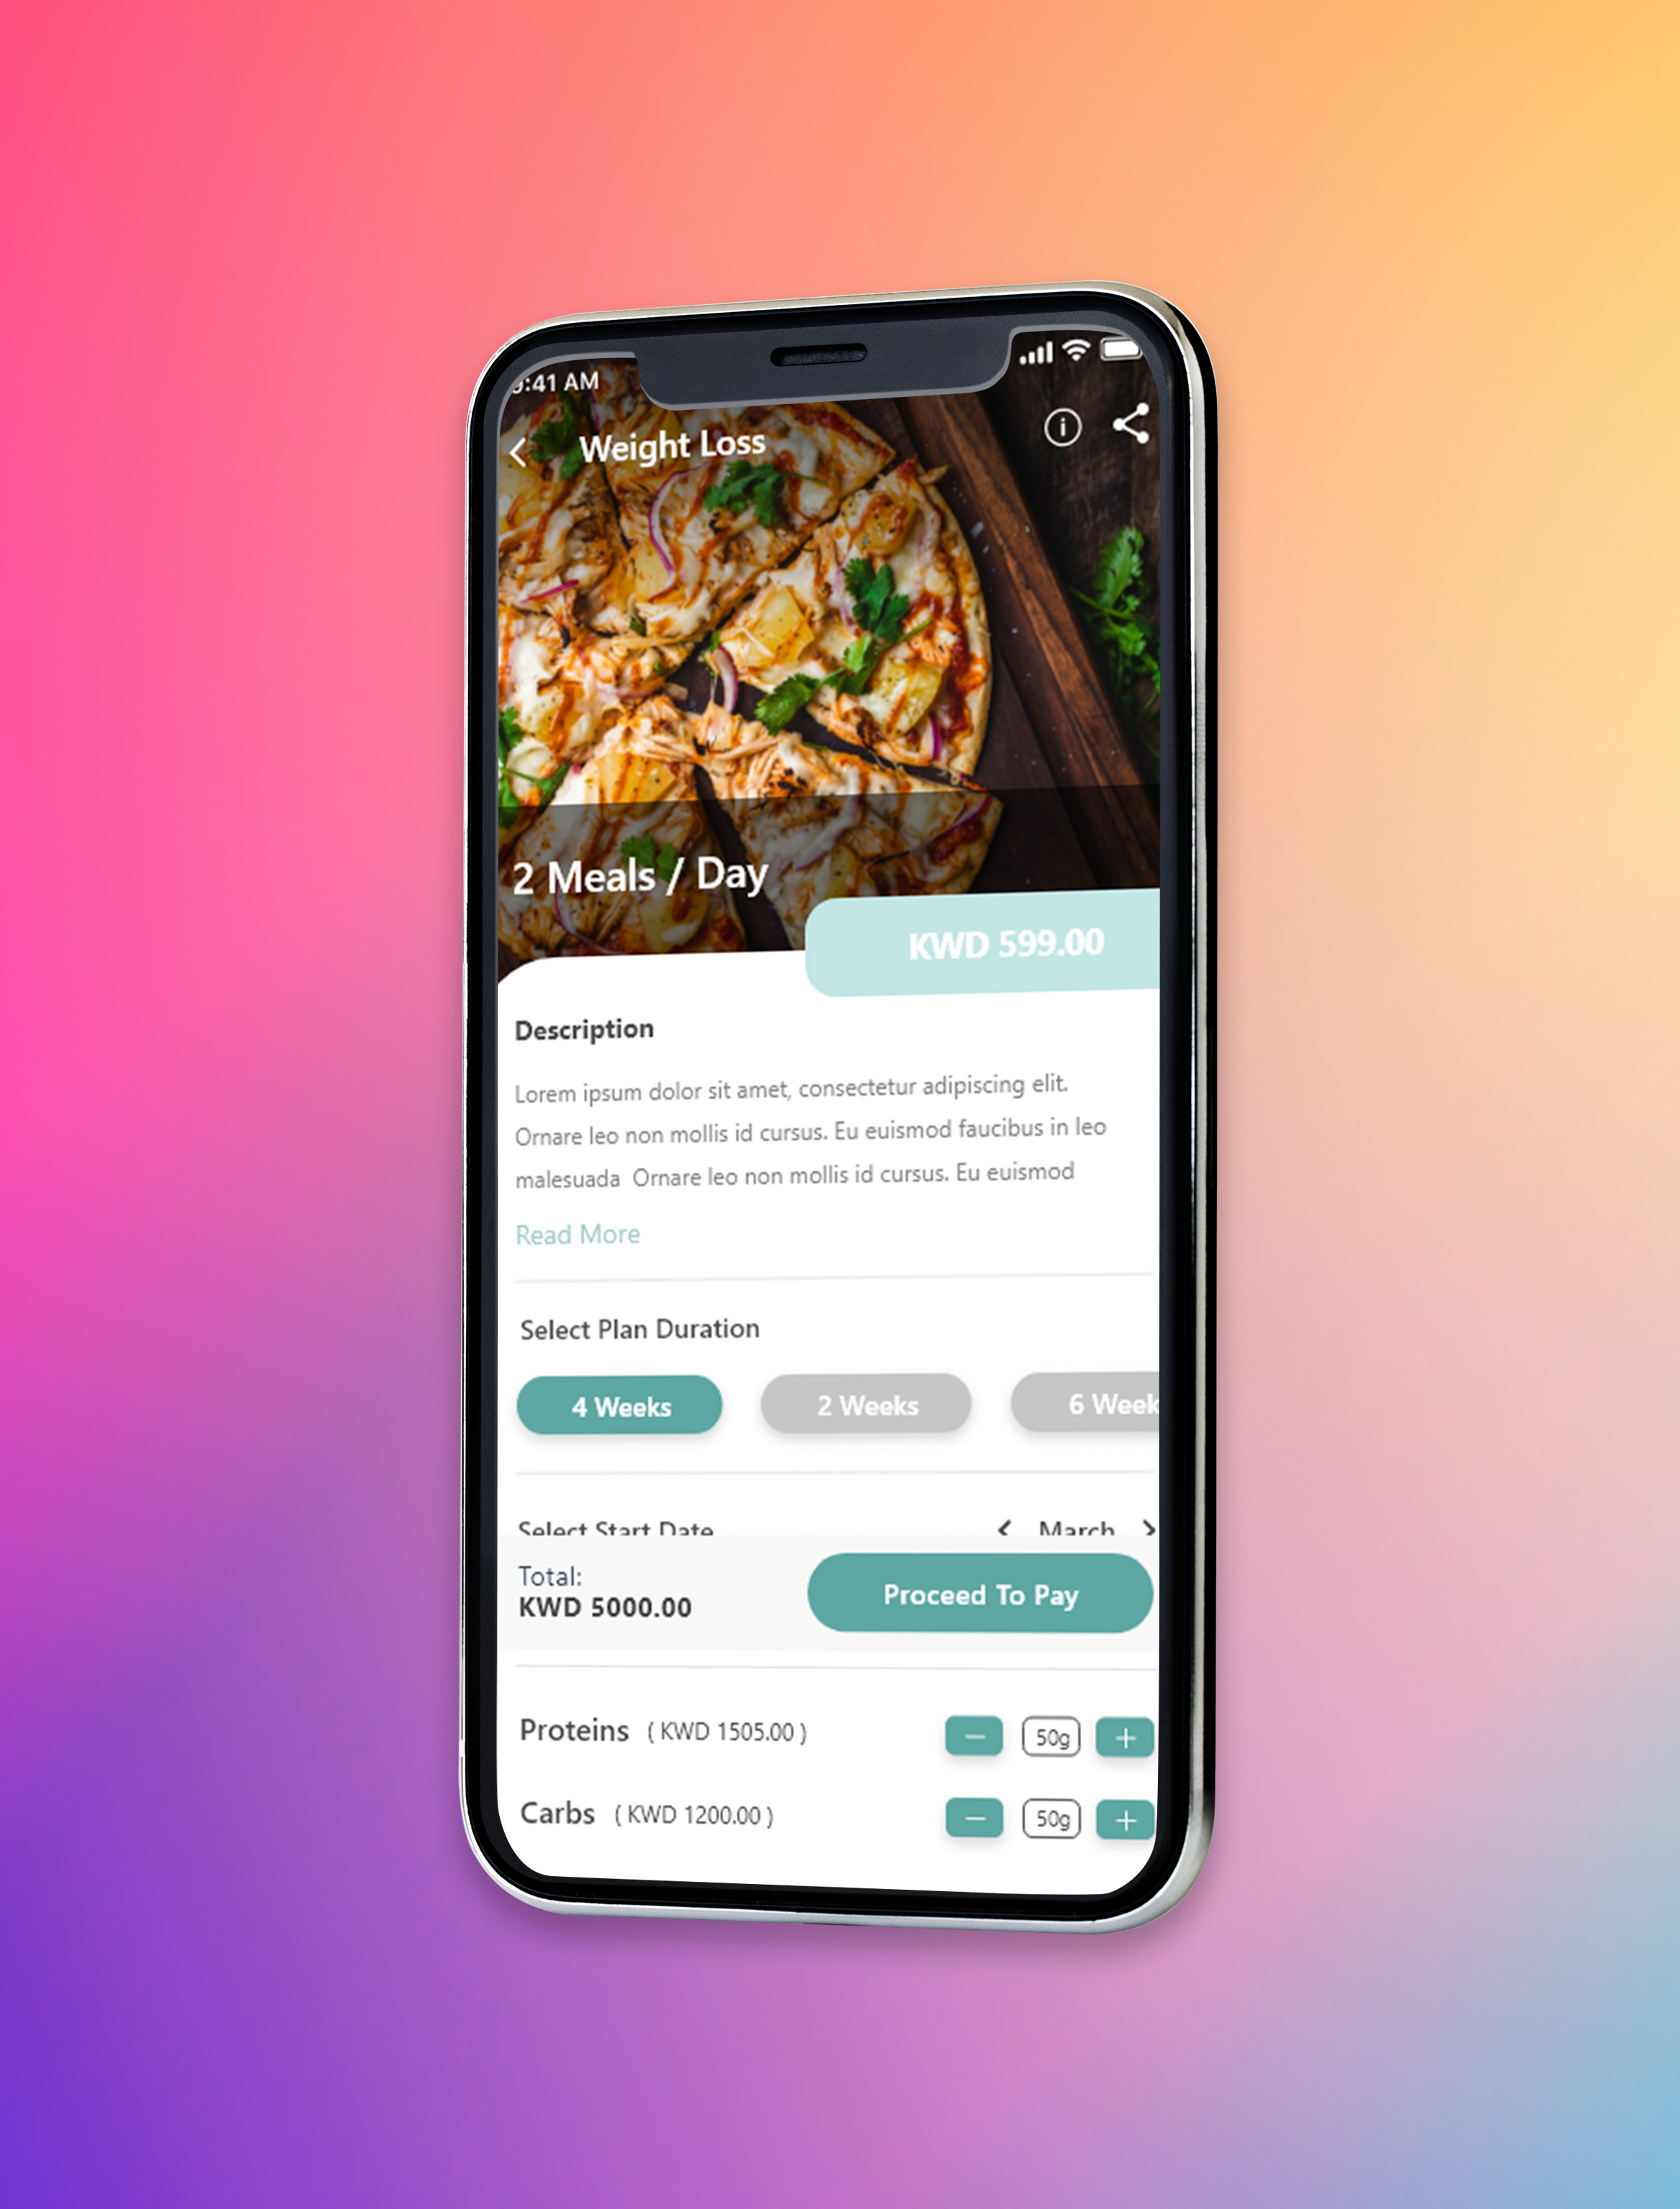 9:41 AM
Weight Loss
2 Meals / Day
KWD 599.00
Description
Lorem ipsum dolor sit amet, consectetur adipiscing elit.
Ornare leo non mollis id cursus. Eu euismod faucibus in leo
malesuada  Ornare leo non mollis id cursus. Eu euismod
Read More
Select Plan Duration
4 Weeks
2 Weeks
6 Week
Select Start Date
March
Total:
KWD 5000.00
Proceed To Pay
Proteins ( KWD 1505.00 )
50g
Carbs ( KWD 1200.00 )
50g